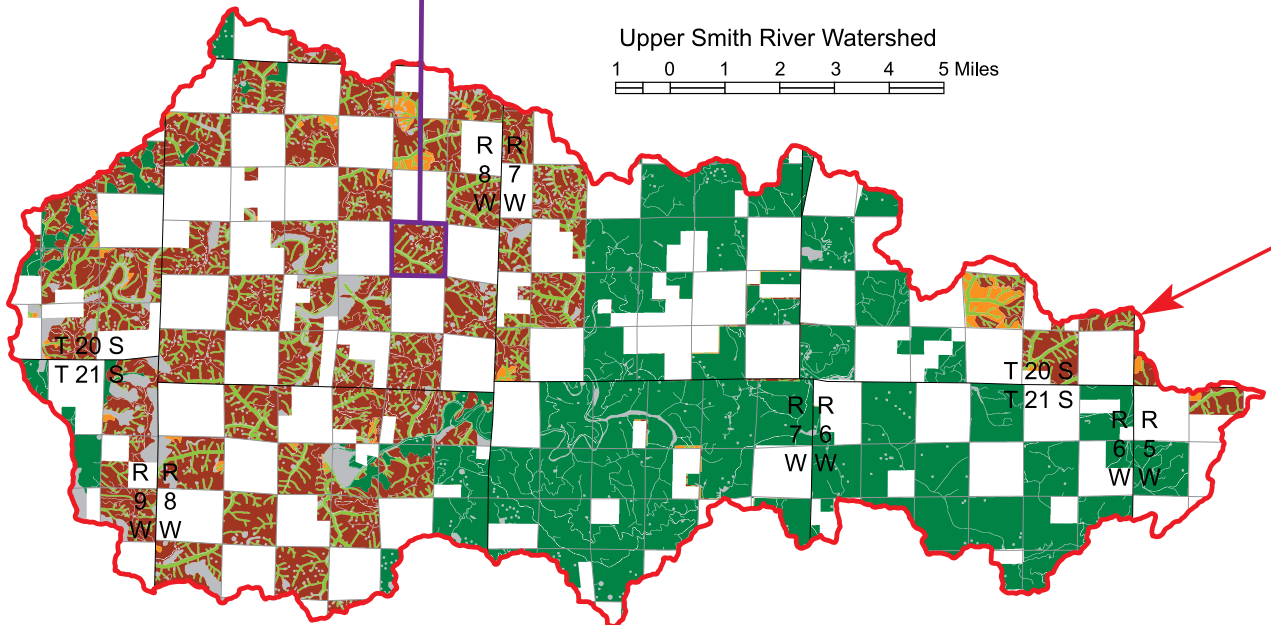 Upper Smith River Watershed
1 0 1 2 3 4 5 Miles
R R
8 7
W W
T 20 S
T 21 S
T 20 S
T 21 S
R R
7 6
W W
R R
6 5
W W
R R
9 8
W W